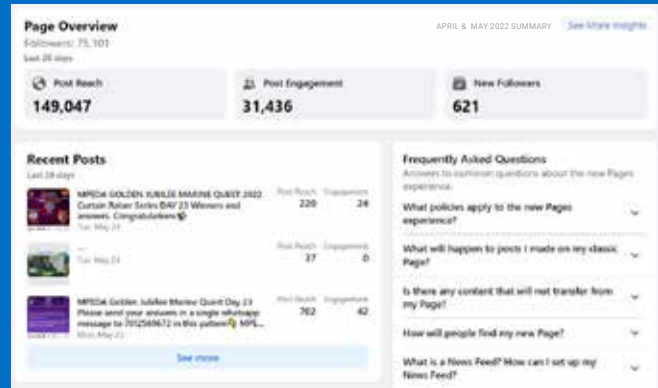 Page Overview
APRIL & MAY 2022 SUMMARY
See More Insights
Followers: 75,101
Last 28 days
Post Reach
149,047
Post Engagement
31,436
New Followers
621
Recent Posts
Last 28 days
MPEDA GOLDEN JUBILEE MARINE QUEST 2022
Curtain Raiser Series DAY 23 Winners and
answers. Congratulations
Tue, May 24
Post Reach Engagement
220 24
...
Tue, May 24
Post Reach Engagement
37 0
MPEDA Golden Jubilee Marine Quest Day 23
Please send your answers in a single whatsapp
message to 7012569672 in this pattern MPE...
Mon, May 23
Post Reach Engagement
702 42
See more
Frequently Asked Questions
Answers to common questions about the new Pages
experience.
What policies apply to the new Pages
experience?
What will happen to posts I made on my classic
Page?
Is there any content that will not transfer from
my Page?
How will people find my new Page?
What is a News Feed? How can I set up my
News Feed?